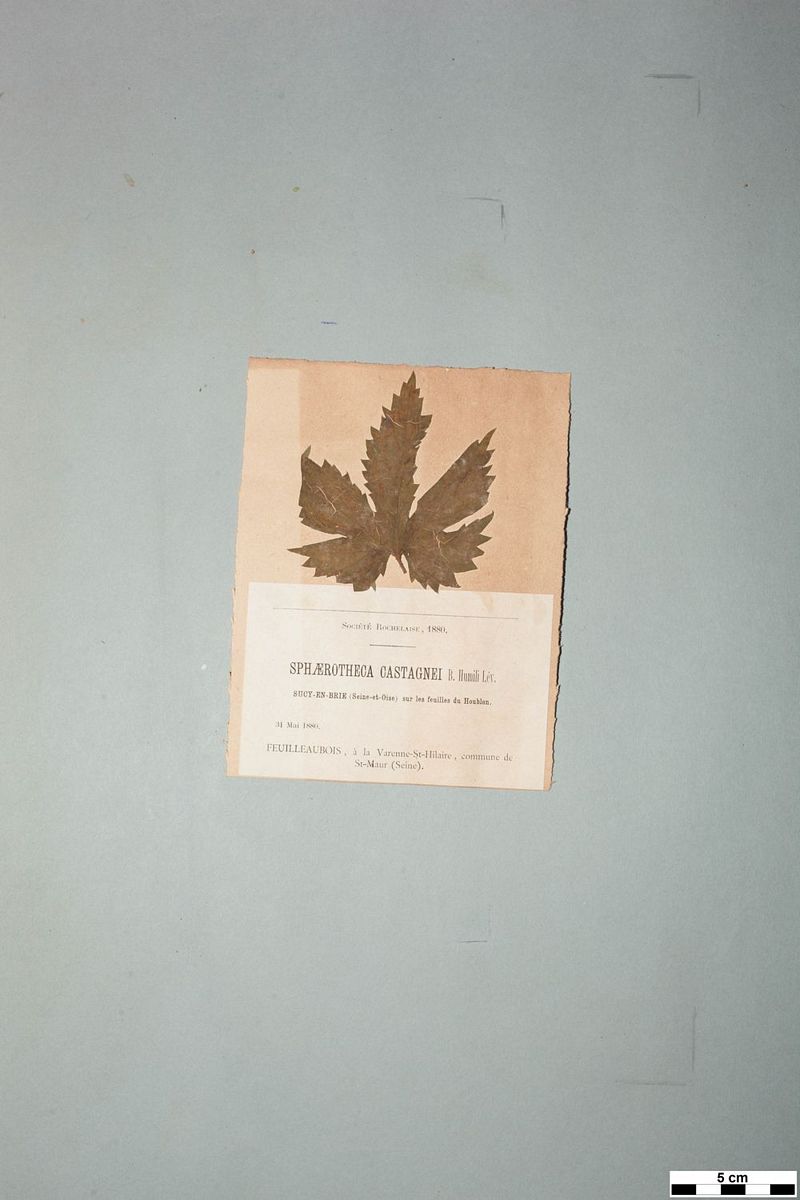 SOCIÉTÉ ROCHELAISE, 1880.
SPHÆROTHECA CASTAGNEI B. Humili Lév.
SUCY-EN-BRIE (Seine-et-Oise) sur les feuilles du Houblon.
31 Mai 1880.
FEUILLEAUBOIS, à la Varenne-St-Hilaire, commune de
St-Maur (Seine).
5 cm